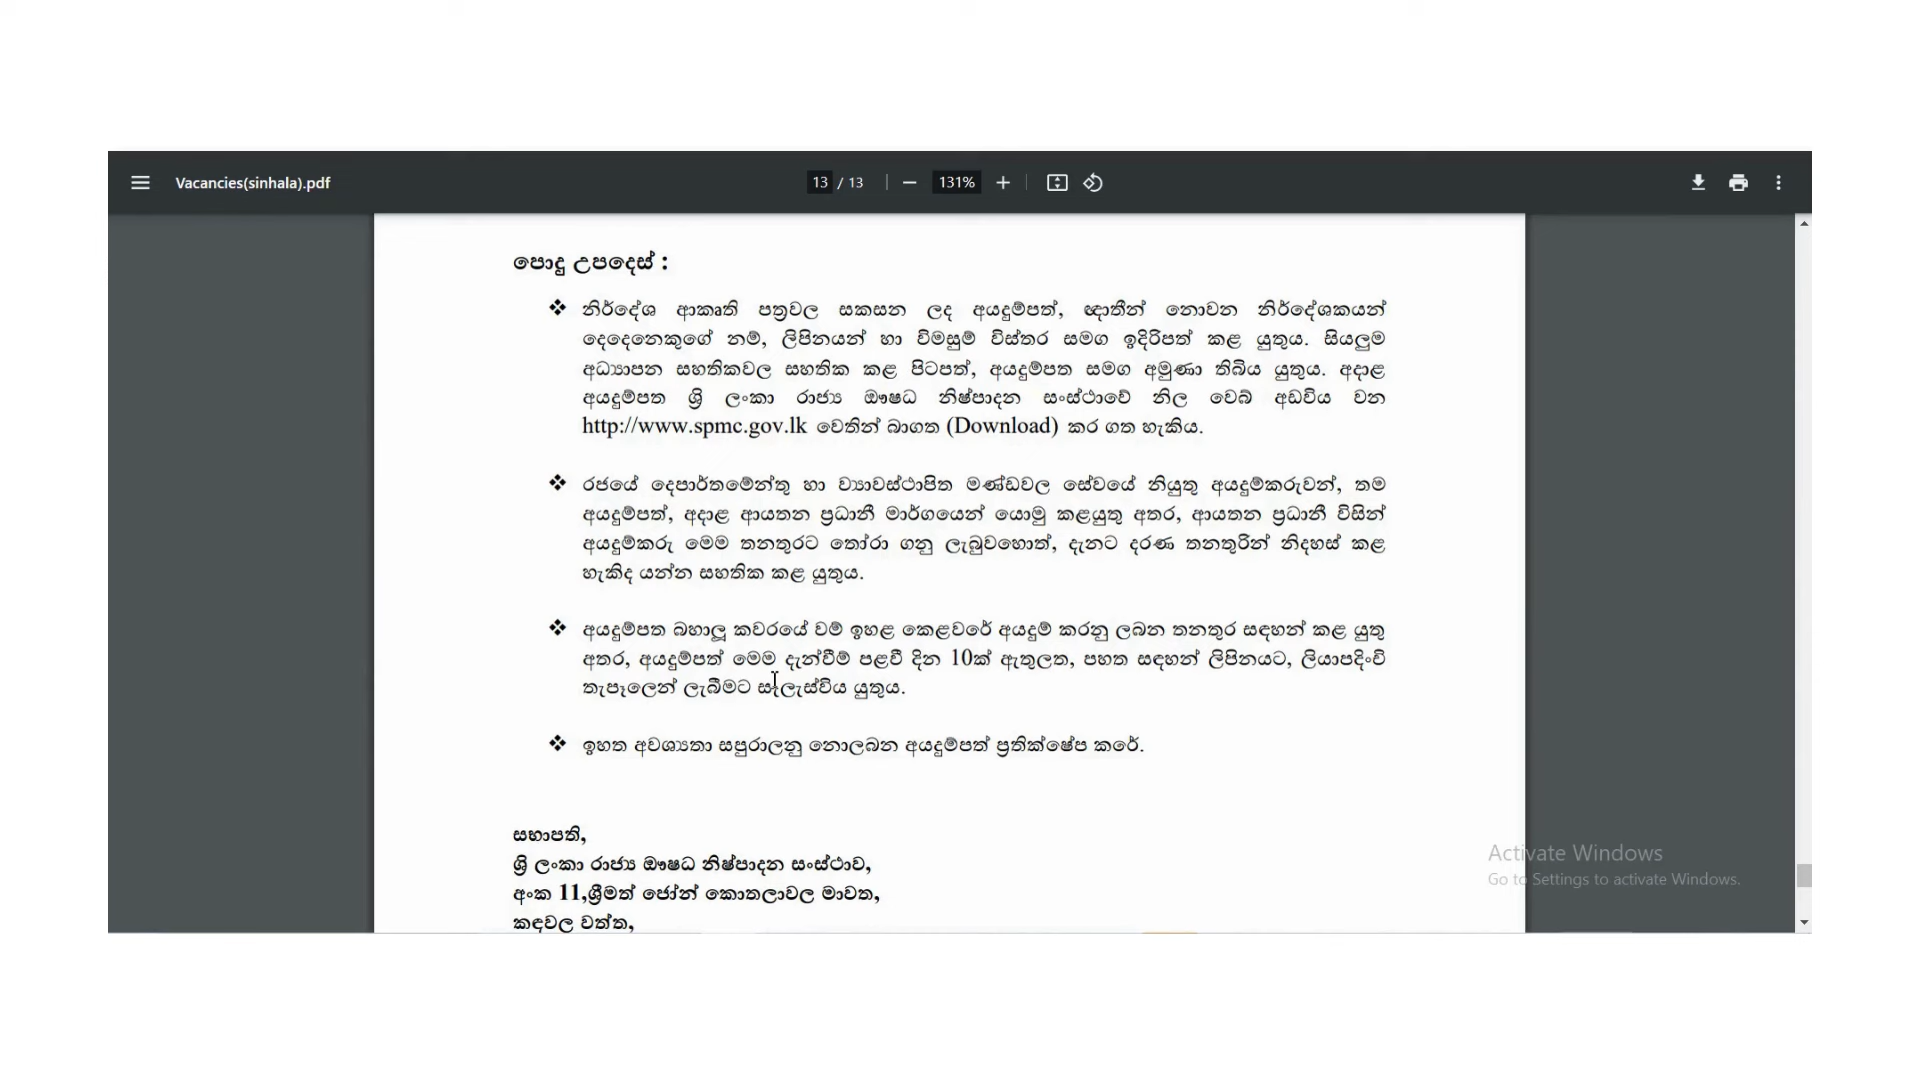 Vacancies(sinhala).pdf
13 / 13
131%
පොදු උපදෙස් :
❖ නිර්දේශ ආකෘති පත්‍රවල සකසන ලද අයදුම්පත්, ඥාතීන් නොවන නිර්දේශකයන්
දෙදෙනෙකුගේ නම්, ලිපිනයන් හා විමසුම් විස්තර සමග ඉදිරිපත් කළ යුතුය. සියලුම
අධ්‍යාපන සහතිකවල සහතික කළ පිටපත්, අයදුම්පත සමග අමුණා තිබිය යුතුය. අදාළ
අයදුම්පත ශ්‍රි ලංකා රාජ්‍ය ඖෂධ නිෂ්පාදන සංස්ථාවේ නිල වෙබ් අඩවිය වන
http://www.spmc.gov.lk වෙතින් බාගත (Download) කර ගත හැකිය.
❖ රජයේ දෙපාර්තමේන්තු හා ව්‍යාවස්ථාපිත මණ්ඩවල සේවයේ නියුතු අයදුම්කරුවන්, තම
අයදුම්පත්, අදාළ ආයතන ප්‍රධානී මාර්ගයෙන් යොමු කළයුතු අතර, ආයතන ප්‍රධානී විසින්
අයදුම්කරු මෙම තනතුරට තෝරා ගනු ලැබුවහොත්, දැනට දරණ තනතුරින් නිදහස් කළ
හැකිද යන්න සහතික කළ යුතුය.
❖ අයදුම්පත බහාලූ කවරයේ වම් ඉහළ කෙළවරේ අයදුම් කරනු ලබන තනතුර සඳහන් කළ යුතු
අතර, අයදුම්පත් මෙම දැන්වීම් පළවී දින 10ක් ඇතුලත, පහත සඳහන් ලිපිනයට, ලියාපදිංචි
තැපෑලෙන් ලැබීමට සැලැස්විය යුතුය.
❖ ඉහත අවශ්‍යතා සපුරාලනු නොලබන අයදුම්පත් ප්‍රතික්ෂේප කරේ.
සභාපති,
ශ්‍රි ලංකා රාජ්‍ය ඖෂධ නිෂ්පාදන සංස්ථාව,
අංක 11,ශ්‍රීමත් ජෝන් කොතලාවල මාවත,
කඳවල වත්ත,
Activate Windows
Go to Settings to activate Windows.